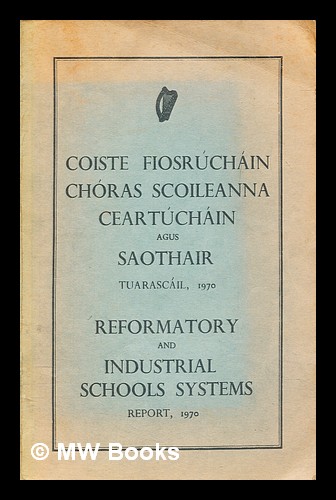 COISTE FIOSRÚCHÁIN
CHÓRAS SCOILEANNA
CEARTÚCHÁIN
AGUS
SAOTHAIR
TUARASCÁIL, 1970
REFORMATORY
AND
INDUSTRIAL
SCHOOLS SYSTEMS
REPORT, 1970
© MW Books